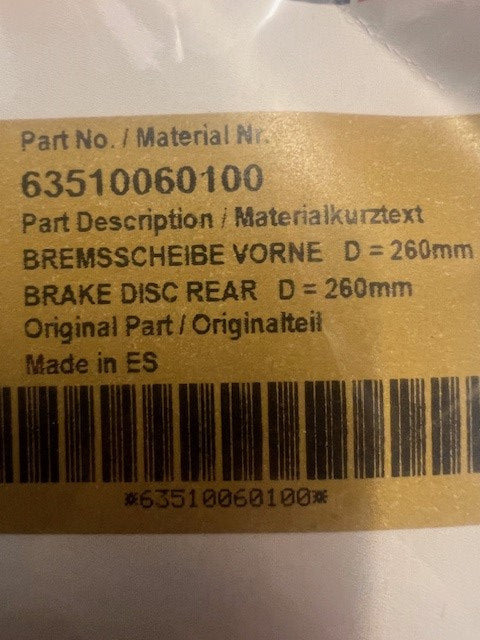 Part No. / Material Nr.
63510060100
Part Description / Materialkurztext
BREMSSCHEIBE VORNE D = 260mm
BRAKE DISC REAR D = 260mm
Original Part / Originalteil
Made in ES
*63510060100*